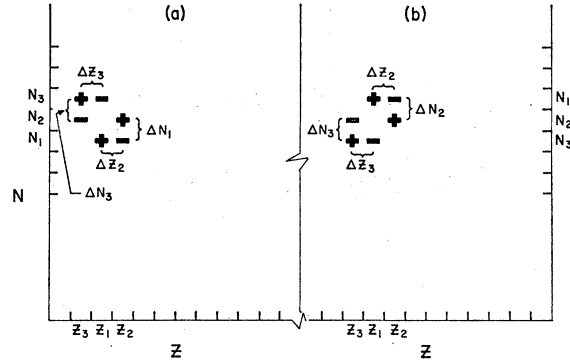 (a) (b)
ΔZ₃ ΔZ₂
N₃ + − + − N₁
N₂ − + ΔN₁ ΔN₃ − + ΔN₂ N₂
N₁ + − + − N₃
ΔZ₂ ΔZ₃
N ΔN₃
Z₃ Z₁ Z₂ Z₃ Z₁ Z₂
Z Z